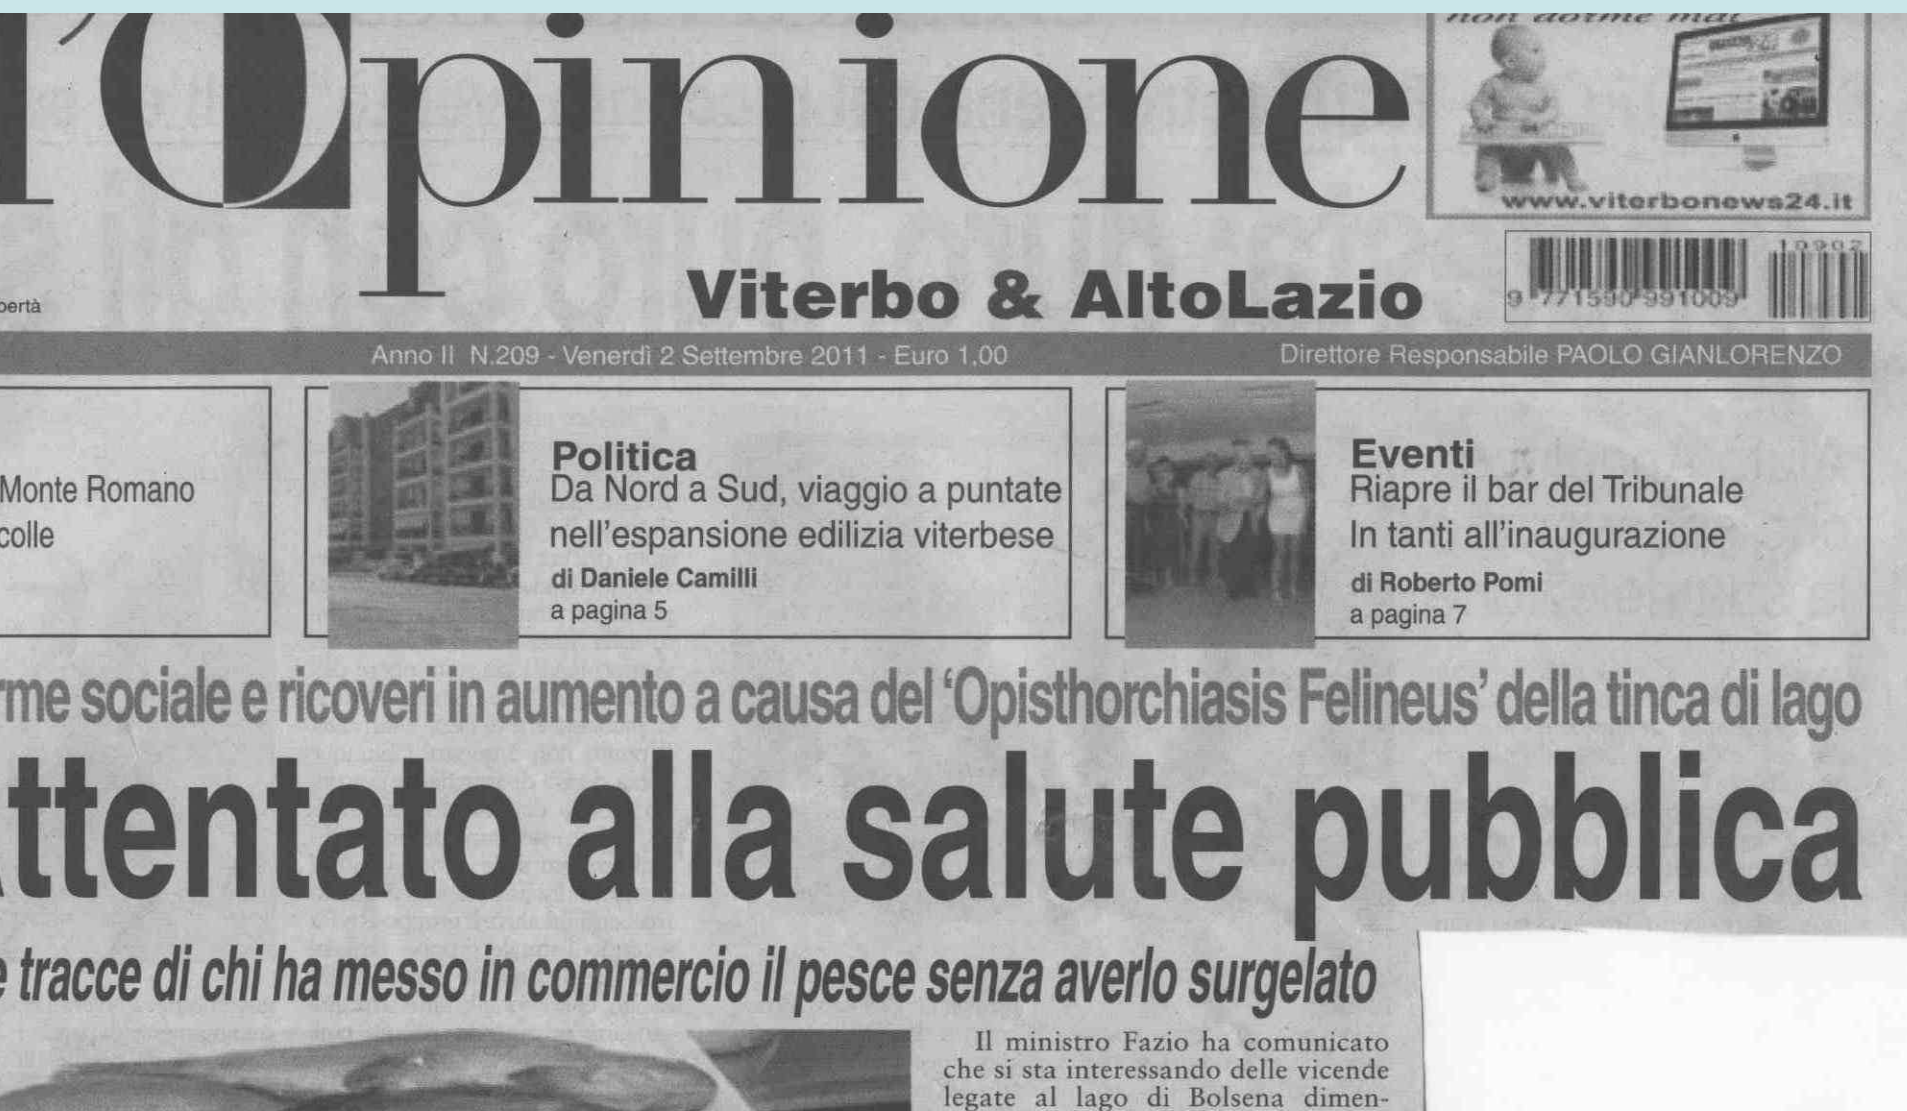 l'Opinione
non dorme mai
www.viterbonews24.it
Viterbo & AltoLazio
10902
9 771590 991009
Anno II N.209 - Venerdì 2 Settembre 2011 - Euro 1,00
Direttore Responsabile PAOLO GIANLORENZO
Monte Romano
colle
Politica
Da Nord a Sud, viaggio a puntate
nell'espansione edilizia viterbese
di Daniele Camilli
a pagina 5
Eventi
Riapre il bar del Tribunale
In tanti all'inaugurazione
di Roberto Pomi
a pagina 7
rme sociale e ricoveri in aumento a causa del ‘Opisthorchiasis Felineus’ della tinca di lago
ttentato alla salute pubblica
e tracce di chi ha messo in commercio il pesce senza averlo surgelato
Il ministro Fazio ha comunicato
che si sta interessando delle vicende
legate al lago di Bolsena dimen-